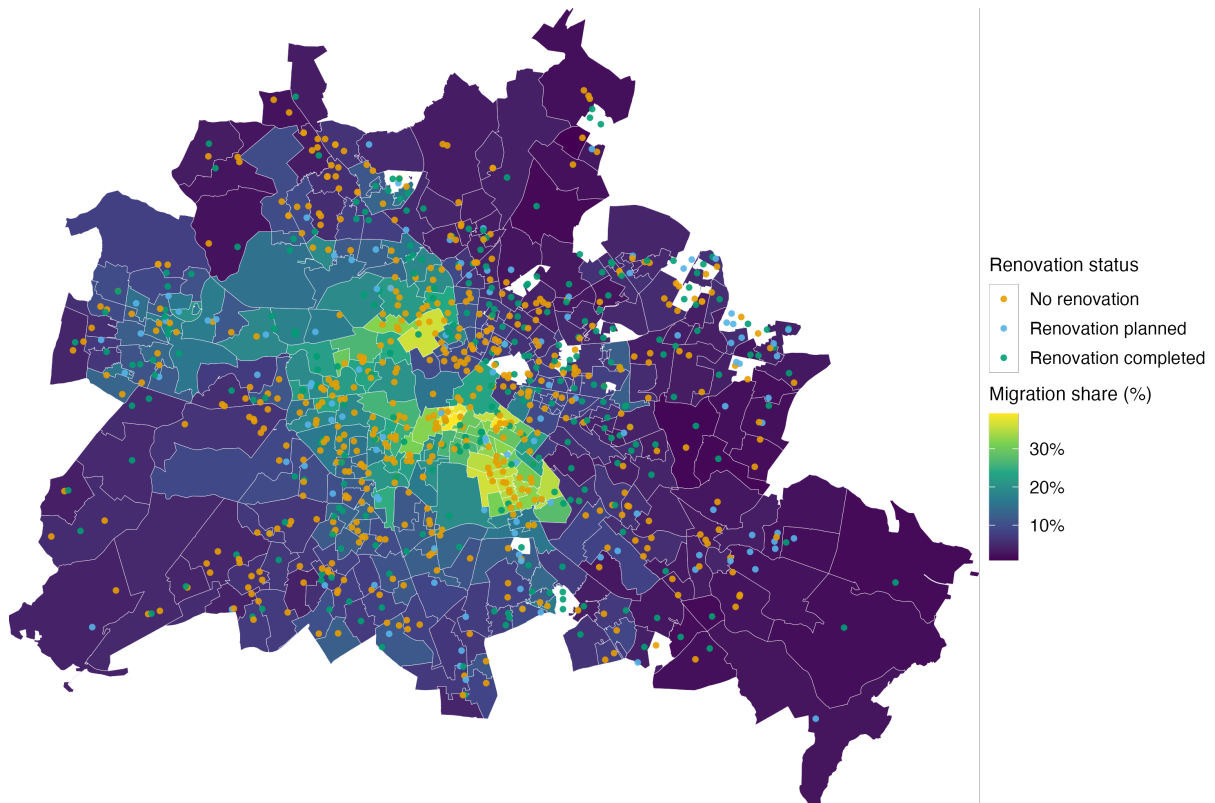 Renovation status
No renovation
Renovation planned
Renovation completed
Migration share (%)
30%
20%
10%